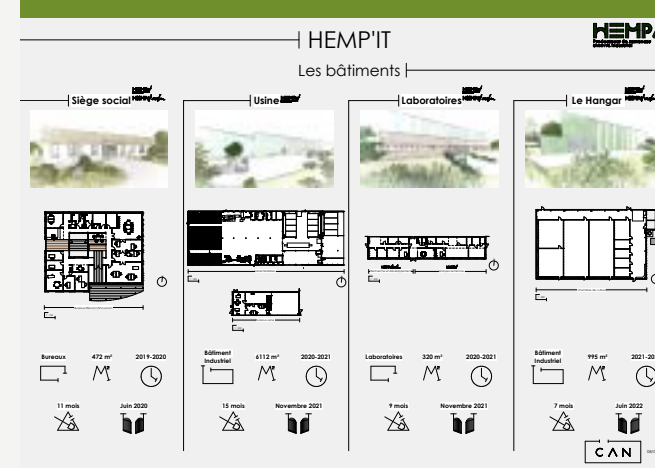 HEMP'IT
Les bâtiments
Siège social
Usine
Laboratoires
Le Hangar
Bureaux 472 m² 2019-2020
11 mois Juin 2020
Bâtiment
Industriel 6112 m² 2020-2021
15 mois Novembre 2021
Laboratoires 320 m² 2020-2021
9 mois Novembre 2021
Bâtiment
Industriel 995 m²
7 mois Juin 2022
CAN